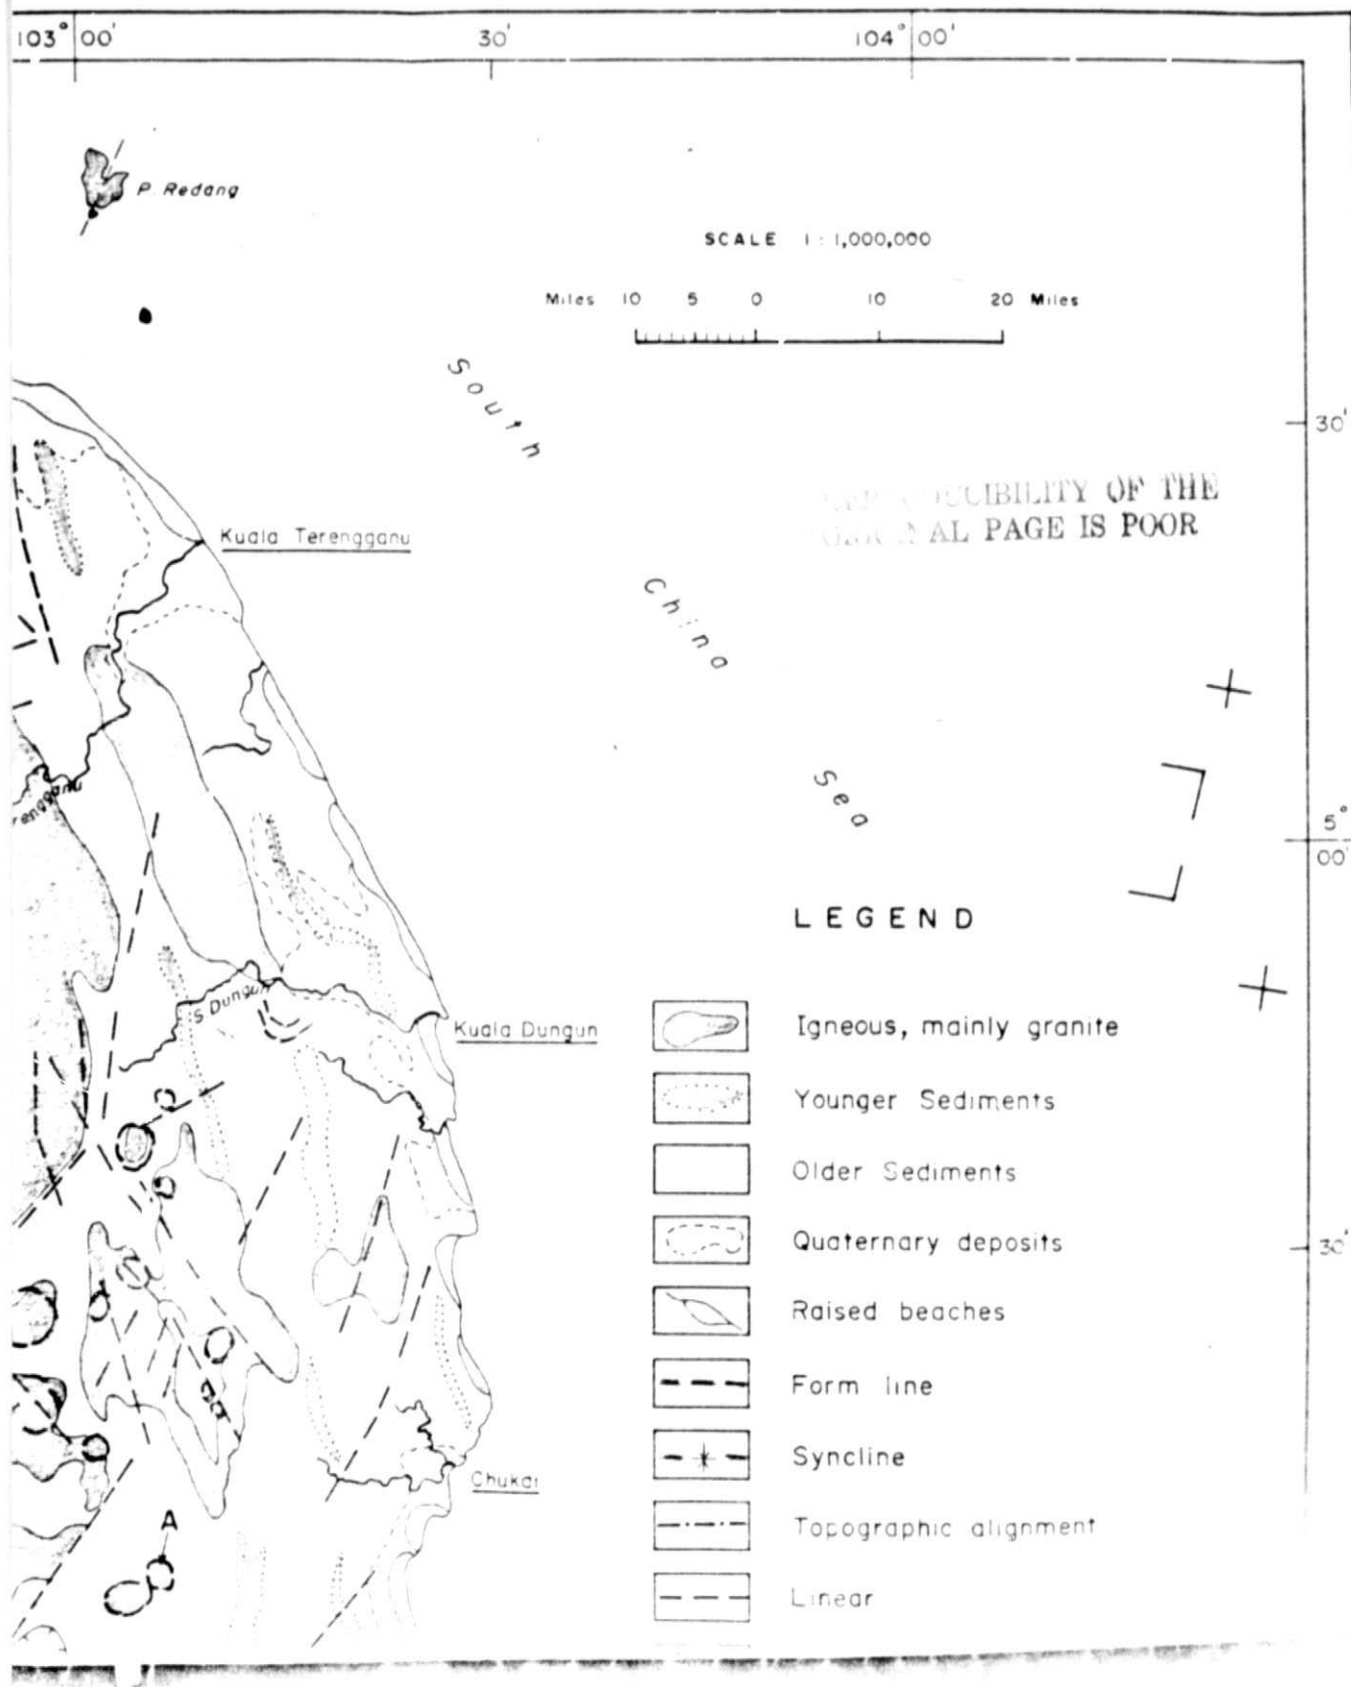 103° 00'
30'
104° 00'
P. Redang
SCALE 1 : 1,000,000
Miles 10 5 0 10 20 Miles
South
30'
OF THE
PAGE IS POOR
Kuala Terengganu
China
Sea
5°
00'
LEGEND
S Dungun
Kuala Dungun
Igneous, mainly granite
Younger Sediments
Older Sediments
Quaternary deposits
30'
Raised beaches
Form line
Syncline
Chukai
Topographic alignment
A
Linear